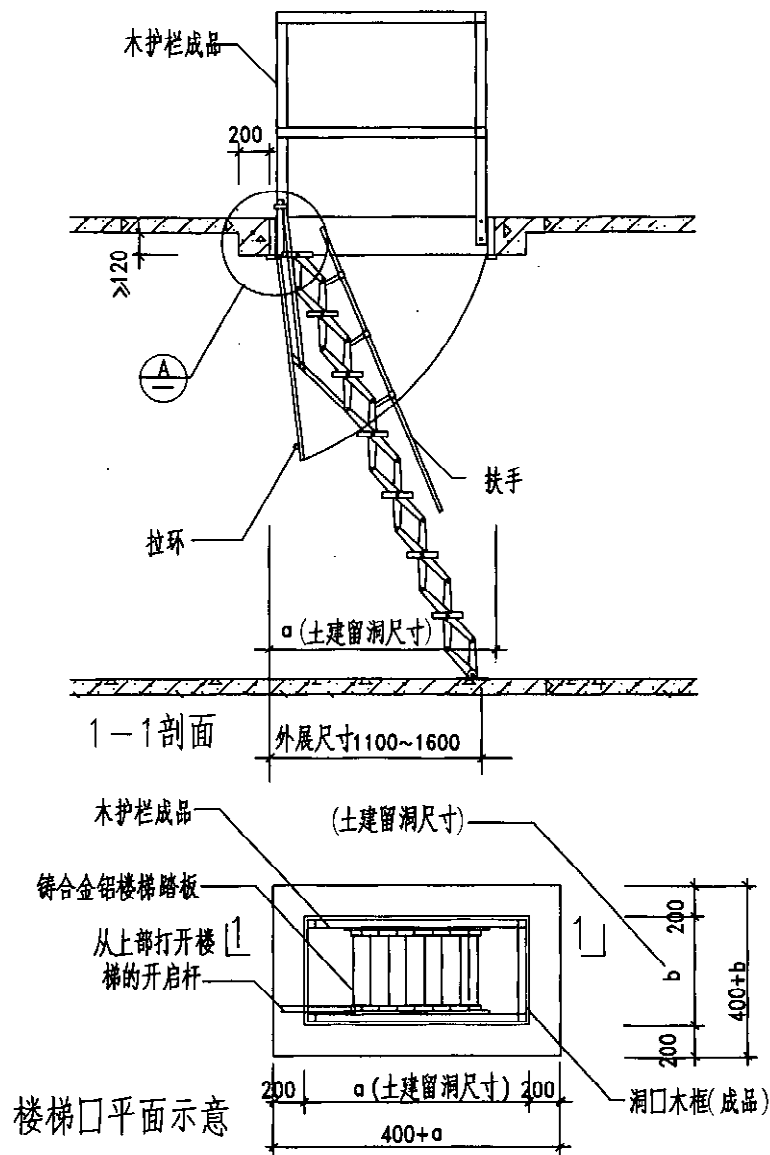 木护栏成品
200
≥120
A
扶手
拉环
a(土建留洞尺寸)
1-1剖面
外展尺寸1100~1600
木护栏成品
(土建留洞尺寸)
铸合金铝楼梯踏板
从上部打开楼
梯的开启杆
1
1
200
b
200
400+b
200
a(土建留洞尺寸)
200
洞口木框(成品)
楼梯口平面示意
400+a